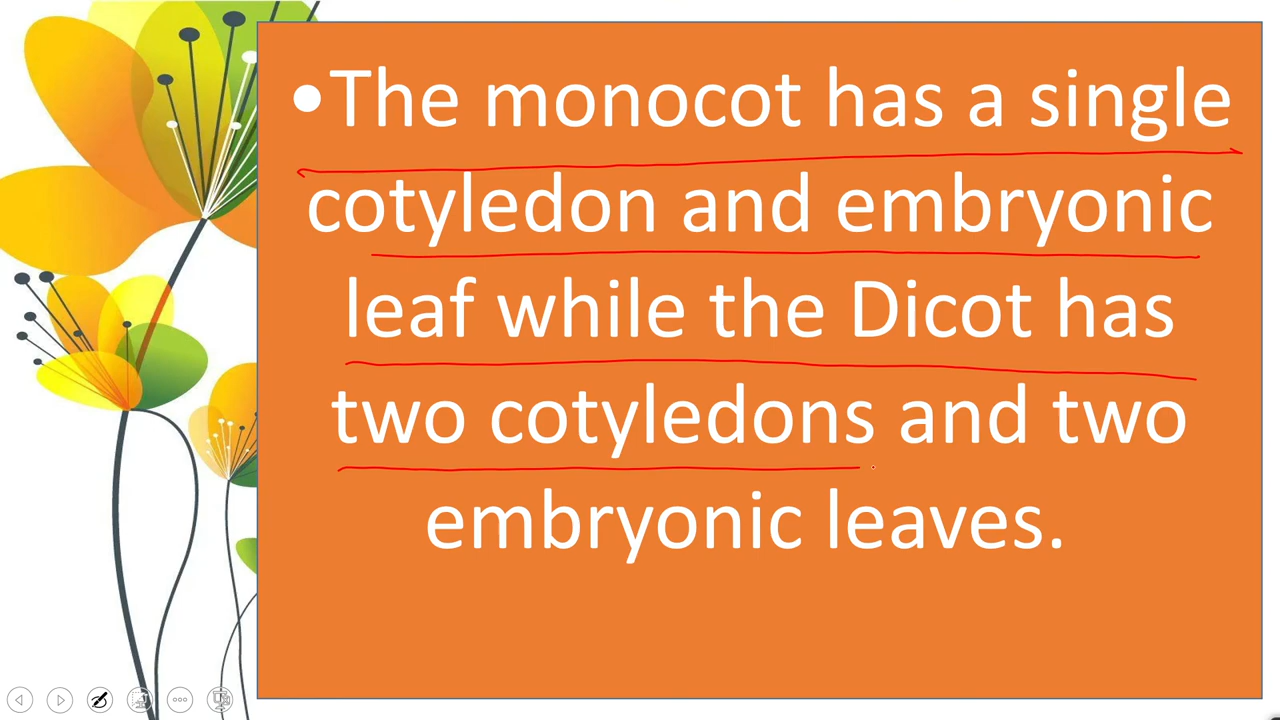 •The monocot has a single
cotyledon and embryonic
leaf while the Dicot has
two cotyledons and two
embryonic leaves.